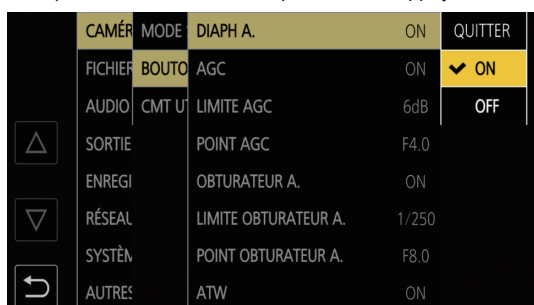 CAMÉR MODE DIAPH A. ON QUITTER
FICHIER BOUTO AGC ON ✔ ON
AUDIO CMT UT LIMITE AGC 6dB OFF
SORTIE POINT AGC F4.0
ENREGI OBTURATEUR A. ON
RÉSEAU LIMITE OBTURATEUR A. 1/250
SYSTÈM POINT OBTURATEUR A. F8.0
AUTRES ATW ON